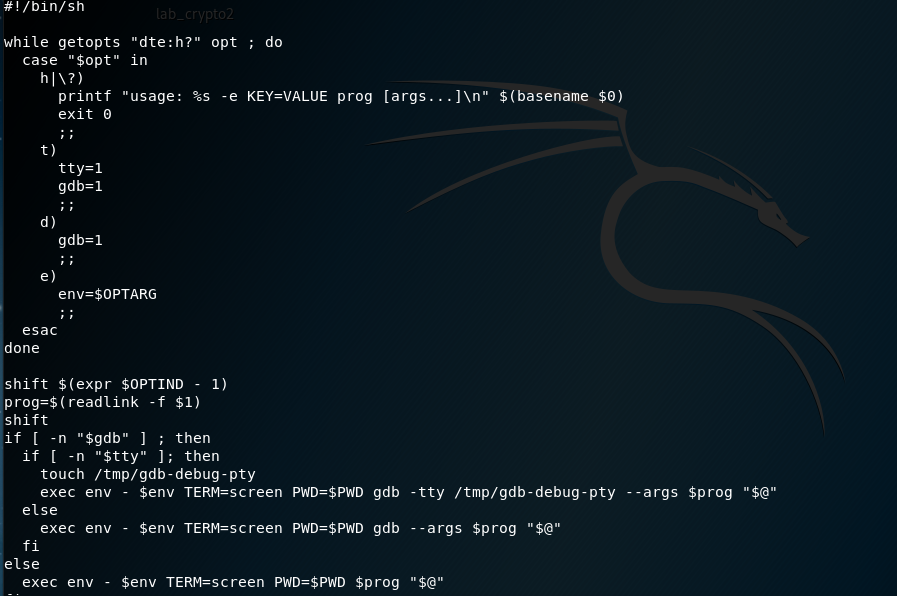 #!/bin/sh
lab_crypto2
while getopts "dte:h?" opt ; do
  case "$opt" in
    h|\?)
      printf "usage: %s -e KEY=VALUE prog [args...]\n" $(basename $0)
      exit 0
      ;;
    t)
      tty=1
      gdb=1
      ;;
    d)
      gdb=1
      ;;
    e)
      env=$OPTARG
      ;;
  esac
done

shift $(expr $OPTIND - 1)
prog=$(readlink -f $1)
shift
if [ -n "$gdb" ] ; then
  if [ -n "$tty" ]; then
    touch /tmp/gdb-debug-pty
    exec env - $env TERM=screen PWD=$PWD gdb -tty /tmp/gdb-debug-pty --args $prog "$@"
  else
    exec env - $env TERM=screen PWD=$PWD gdb --args $prog "$@"
  fi
else
  exec env - $env TERM=screen PWD=$PWD $prog "$@"